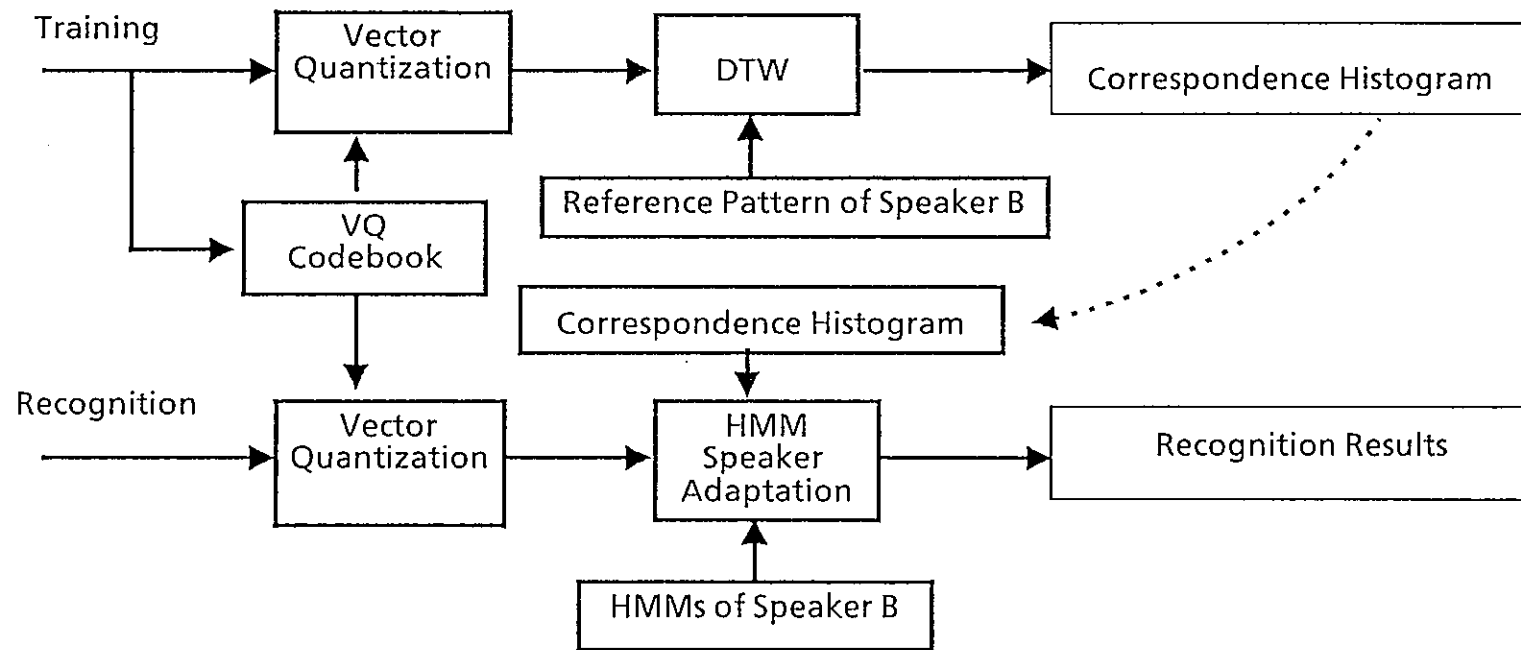 Training
Vector
Quantization
DTW
Correspondence Histogram
Reference Pattern of Speaker B
VQ
Codebook
Correspondence Histogram
Recognition
Vector
Quantization
HMM
Speaker
Adaptation
Recognition Results
HMMs of Speaker B